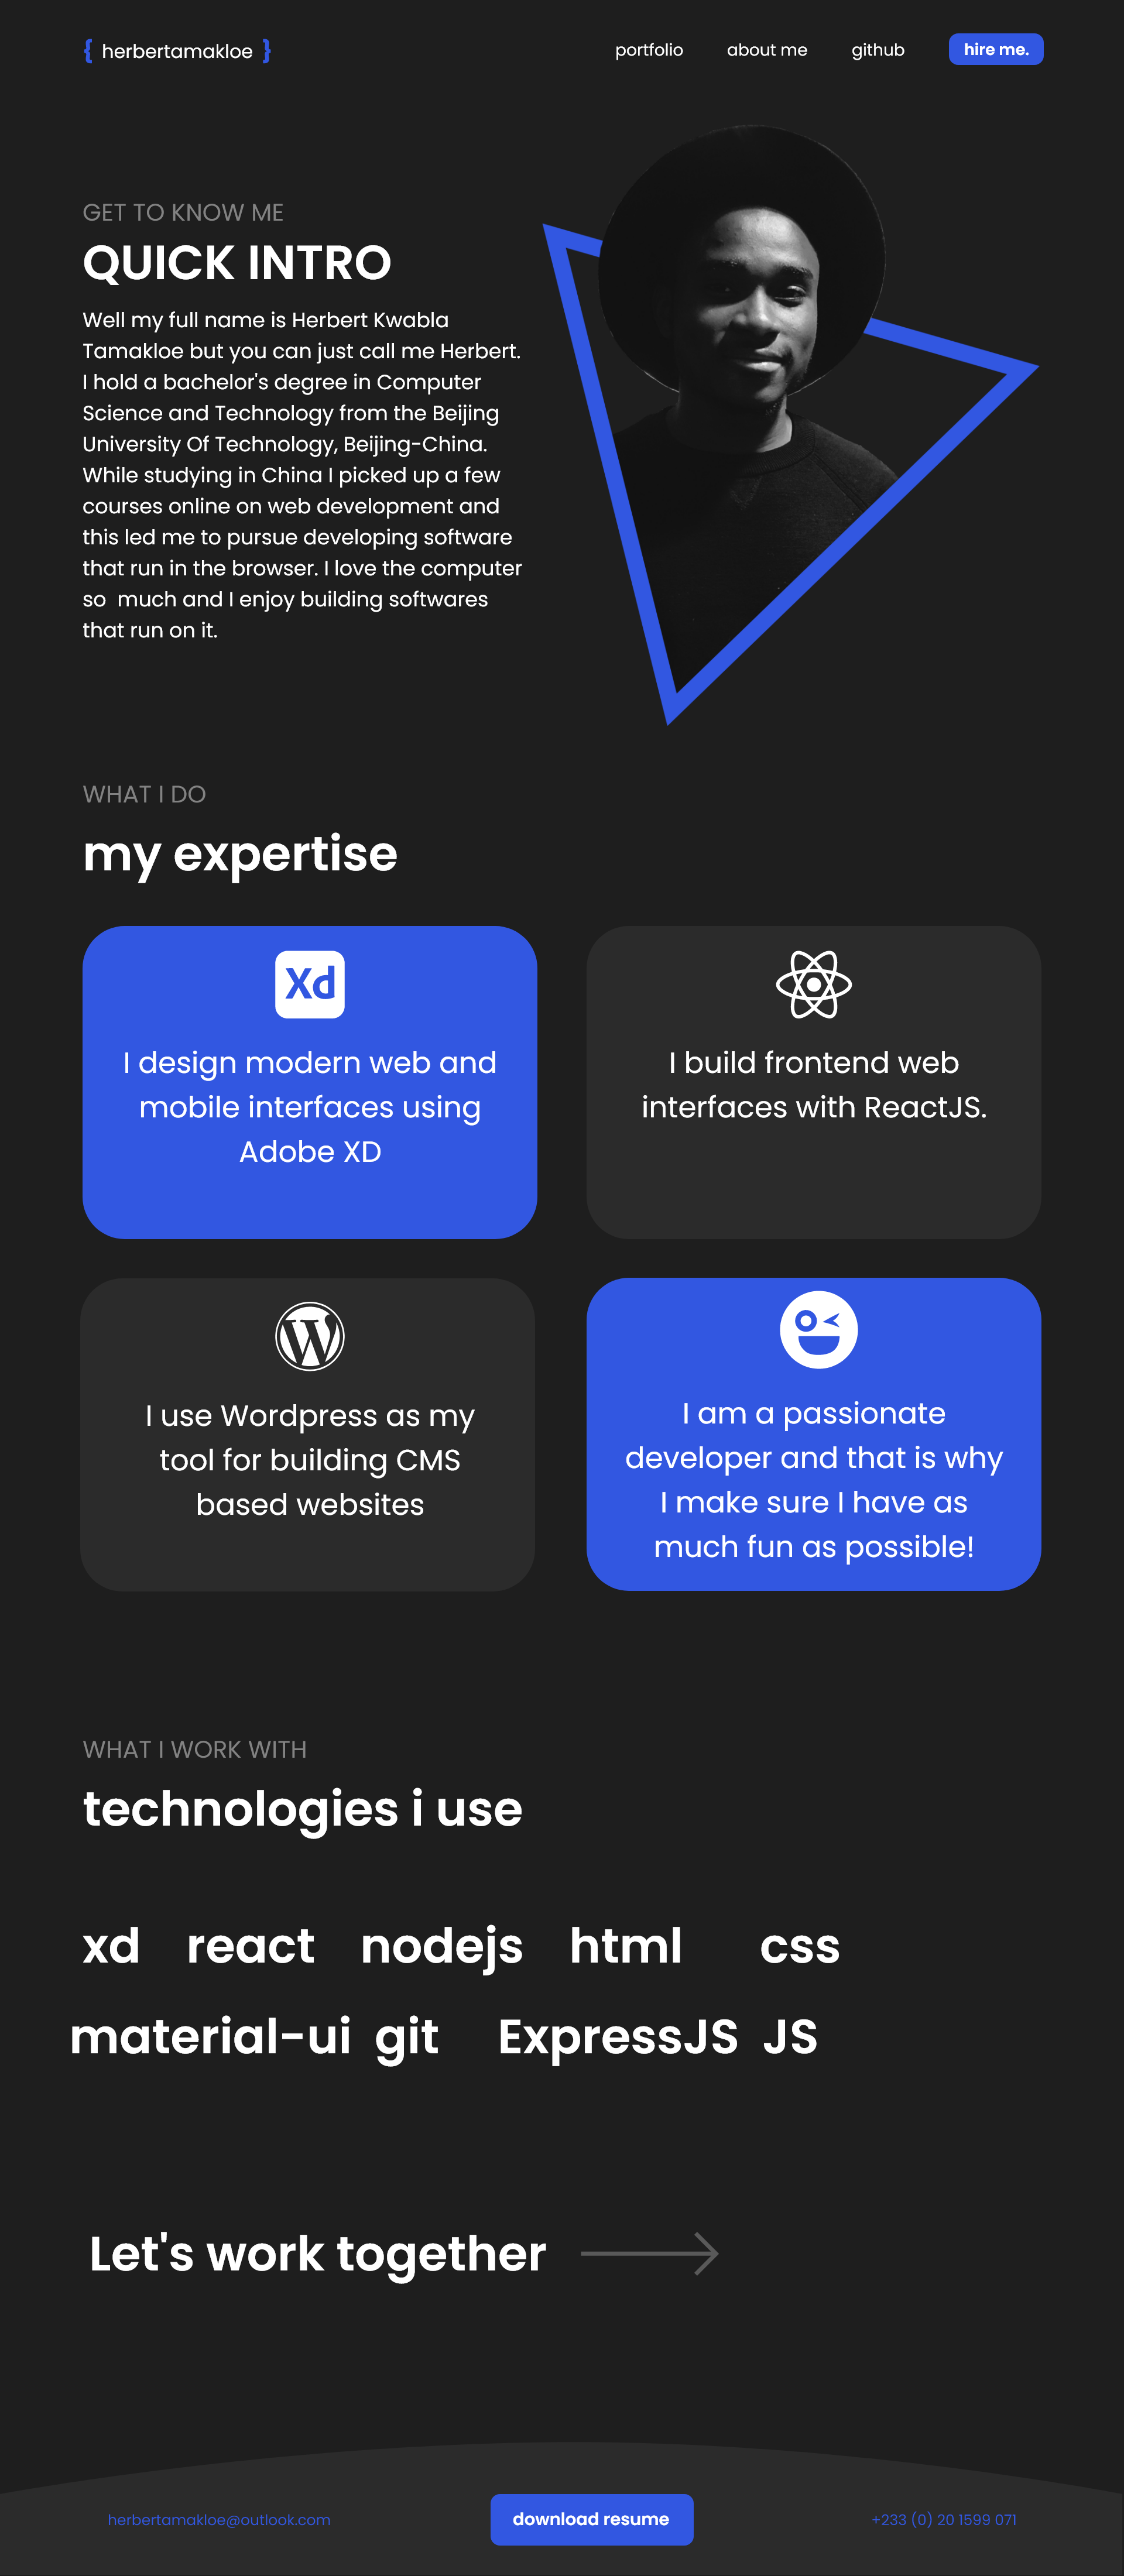 { herbertamakloe }
portfolio about me github hire me.
GET TO KNOW ME
QUICK INTRO
Well my full name is Herbert Kwabla
Tamakloe but you can just call me Herbert.
I hold a bachelor's degree in Computer
Science and Technology from the Beijing
University Of Technology, Beijing-China.
While studying in China I picked up a few
courses online on web development and
this led me to pursue developing software
that run in the browser. I love the computer
so  much and I enjoy building softwares
that run on it.
WHAT I DO
my expertise
Xd
I design modern web and
mobile interfaces using
Adobe XD
I build frontend web
interfaces with ReactJS.
W
I use Wordpress as my
tool for building CMS
based websites
I am a passionate
developer and that is why
I make sure I have as
much fun as possible!
WHAT I WORK WITH
technologies i use
xd react nodejs html css
material-ui git ExpressJS JS
Let's work together
herbertamakloe@outlook.com download resume +233 (0) 20 1599 071